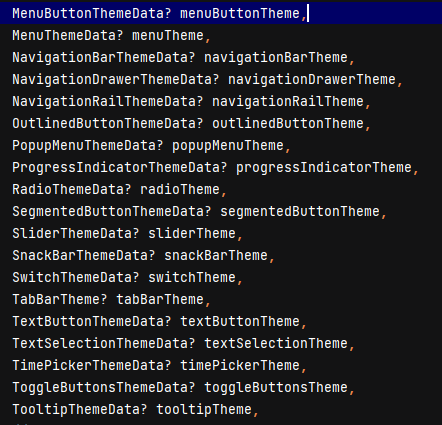 MenuButtonThemeData? menuButtonTheme,
MenuThemeData? menuTheme,
NavigationBarThemeData? navigationBarTheme,
NavigationDrawerThemeData? navigationDrawerTheme,
NavigationRailThemeData? navigationRailTheme,
OutlinedButtonThemeData? outlinedButtonTheme,
PopupMenuThemeData? popupMenuTheme,
ProgressIndicatorThemeData? progressIndicatorTheme,
RadioThemeData? radioTheme,
SegmentedButtonThemeData? segmentedButtonTheme,
SliderThemeData? sliderTheme,
SnackBarThemeData? snackBarTheme,
SwitchThemeData? switchTheme,
TabBarTheme? tabBarTheme,
TextButtonThemeData? textButtonTheme,
TextSelectionThemeData? textSelectionTheme,
TimePickerThemeData? timePickerTheme,
ToggleButtonsThemeData? toggleButtonsTheme,
TooltipThemeData? tooltipTheme,